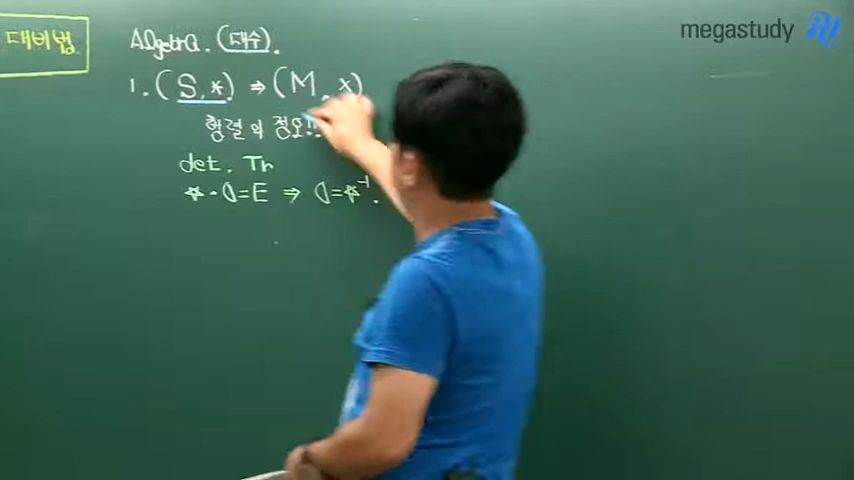 대비법
Algebra. (대수).
1. (S, *) ⇒ (M, ×)
행렬의 정의!!
det. Tr
☆·()=E ⇒ ()=☆⁻¹.
megastudy